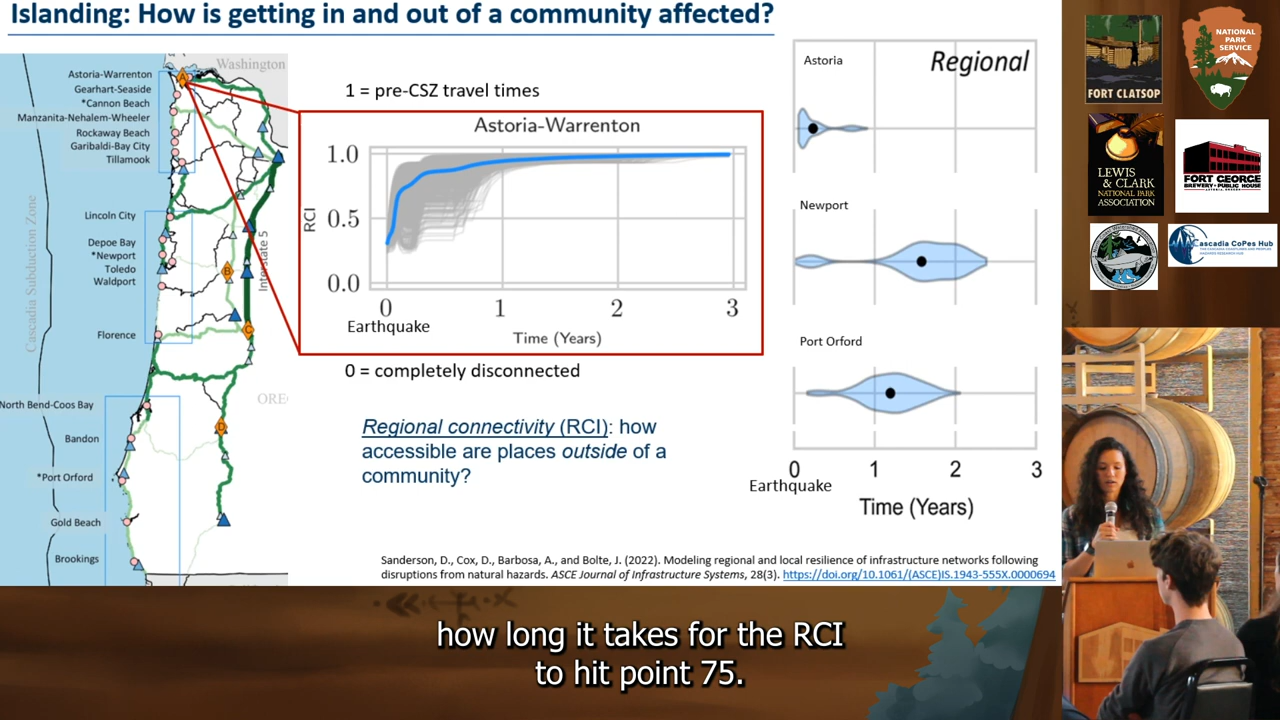 Islanding: How is getting in and out of a community affected?
Washington
Astoria-Warrenton
Gearhart-Seaside
*Cannon Beach
Manzanita-Nehalem-Wheeler
Rockaway Beach
Garibaldi-Bay City
Tillamook
Lincoln City
Depoe Bay
*Newport
Toledo
Waldport
Florence
North Bend-Coos Bay
Bandon
*Port Orford
Gold Beach
Brookings
Cascadia Subduction Zone
Interstate 5
ORE
A
B
C
D
1 = pre-CSZ travel times
Astoria-Warrenton
1.0
0.5
0.0
RCI
0 1 2 3
Earthquake
Time (Years)
0 = completely disconnected
Regional connectivity (RCI): how
accessible are places outside of a
community?
Regional
Astoria
Newport
Port Orford
0 1 2 3
Earthquake
Time (Years)
Sanderson, D., Cox, D., Barbosa, A., and Bolte, J. (2022). Modeling regional and local resilience of infrastructure networks following
disruptions from natural hazards. ASCE Journal of Infrastructure Systems, 28(3). https://doi.org/10.1061/(ASCE)IS.1943-555X.0000694
FORT CLATSOP
NATIONAL
PARK
SERVICE
LEWIS
& CLARK
NATIONAL PARK
ASSOCIATION
FORT GEORGE
BREWERY + PUBLIC HOUSE
Cascadia CoPes Hub
how long it takes for the RCI
to hit point 75.